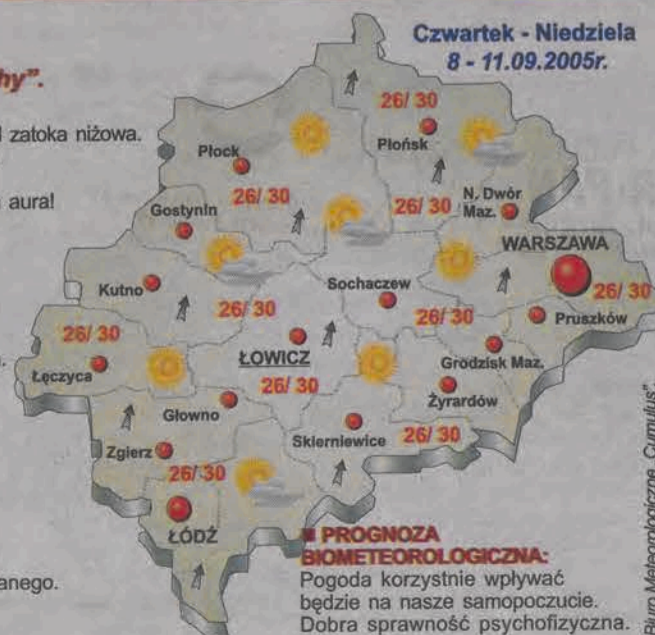 Czwartek - Niedziela
8 - 11.09.2005r.
hy".
zatoka niżowa.
aura!
anego.
26/ 30
Płońsk
Płock
26/ 30
26/ 30
N. Dwór
Maz.
Gostynin
WARSZAWA
26/ 30
Kutno
Sochaczew
26/ 30
26/ 30
Pruszków
26/ 30
ŁOWICZ
Grodzisk Maz.
Łęczyca
26/ 30
Żyrardów
Głowno
Skierniewice
26/ 30
Zgierz
26/ 30
ŁÓDŹ
■ PROGNOZA
BIOMETEOROLOGICZNA:
Pogoda korzystnie wpływać
będzie na nasze samopoczucie.
Dobra sprawność psychofizyczna.
Biuro Meteorologiczne „Cumulus"